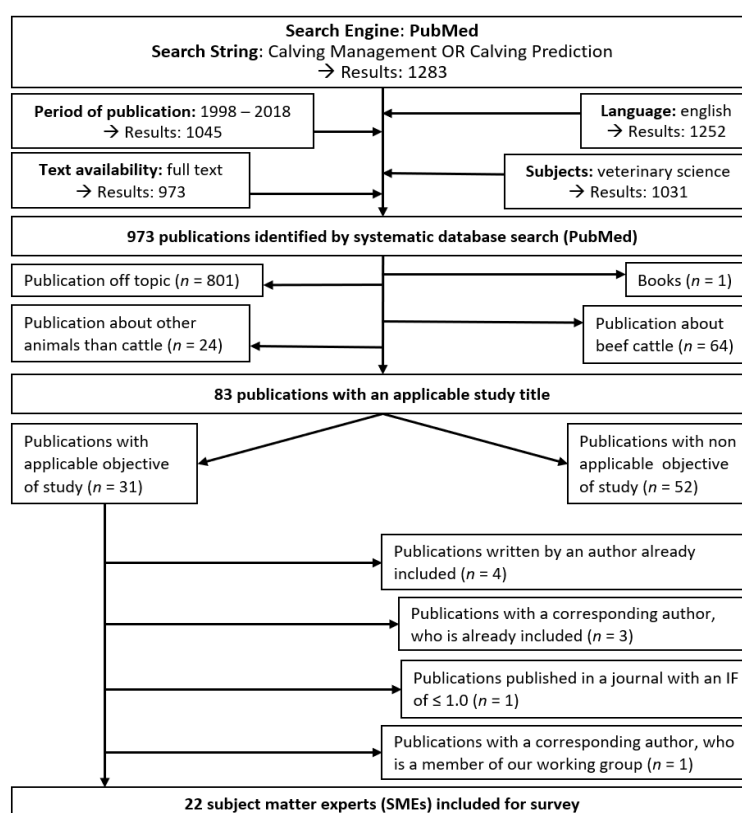 Search Engine: PubMed
Search String: Calving Management OR Calving Prediction
→ Results: 1283
Period of publication: 1998 – 2018
→ Results: 1045
Language: english
→ Results: 1252
Text availability: full text
→ Results: 973
Subjects: veterinary science
→ Results: 1031
973 publications identified by systematic database search (PubMed)
Publication off topic (n = 801)
Books (n = 1)
Publication about other
animals than cattle (n = 24)
Publication about
beef cattle (n = 64)
83 publications with an applicable study title
Publications with
applicable objective
of study (n = 31)
Publications with non
applicable objective
of study (n = 52)
Publications written by an author already
included (n = 4)
Publications with a corresponding author,
who is already included (n = 3)
Publications published in a journal with an IF
of ≤ 1.0 (n = 1)
Publications with a corresponding author, who
is a member of our working group (n = 1)
22 subject matter experts (SMEs) included for survey